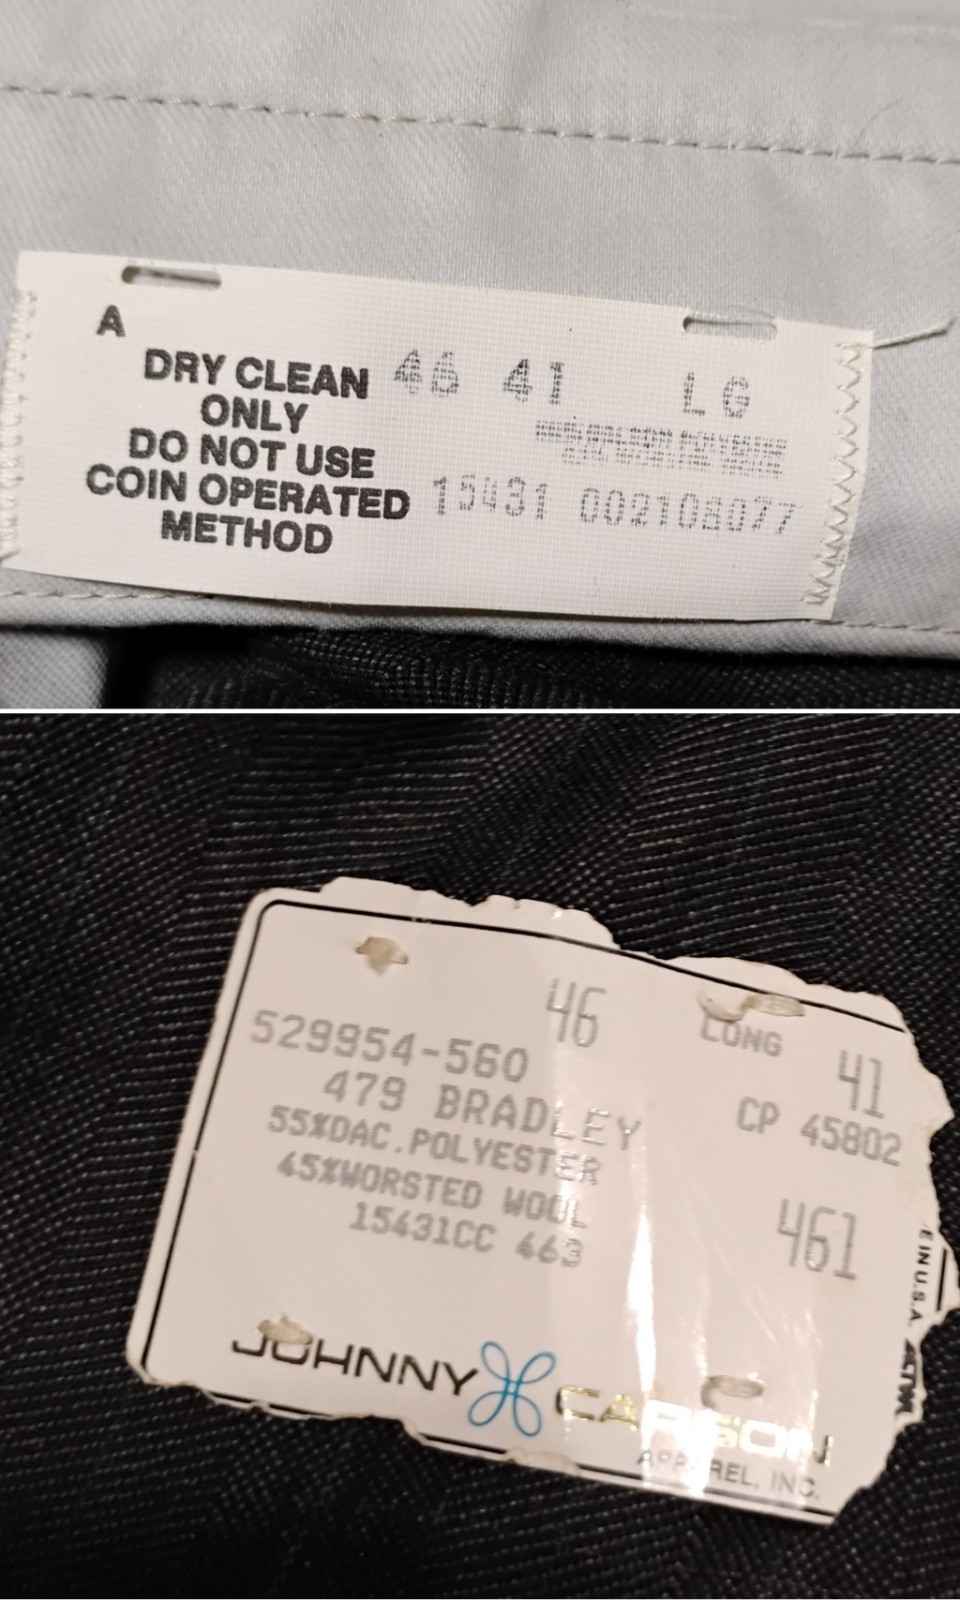 A
DRY CLEAN
ONLY
DO NOT USE
COIN OPERATED
METHOD
46 41 LG
15431 002108077
46 LONG 41
529954-560
479 BRADLEY CP 45802
55%DAC.POLYESTER
45%WORSTED WOOL 461
15431CC 463
E IN U.S.A.
JOHNNY CARSON
APPAREL, INC.